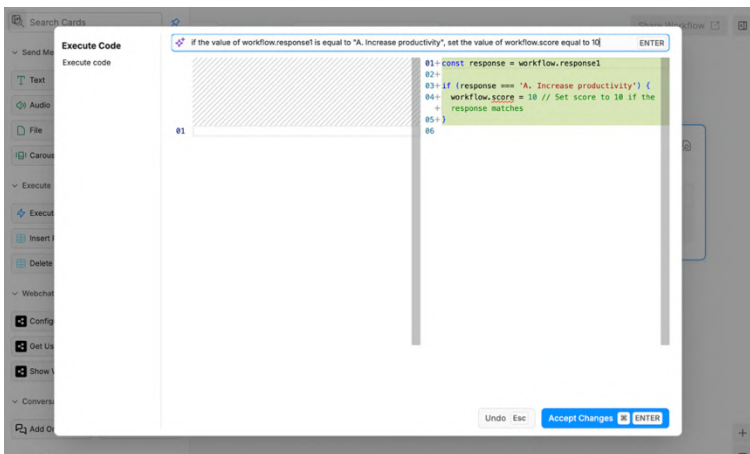 Search Cards
Share Workflow
Send Me
Text
Audio
File
Carous
Execute
Execut
Insert
Delete
Webchat
Config
Get Us
Show
Convers
Add O
Execute Code
Execute code
if the value of workflow.response1 is equal to "A. Increase productivity", set the value of workflow.score equal to 10
ENTER
01
01+ const response = workflow.response1
02+
03+ if (response === 'A. Increase productivity') {
04+ workflow.score = 10 // Set score to 10 if the
+ response matches
05+ }
06
Undo Esc
Accept Changes ⌘ ENTER